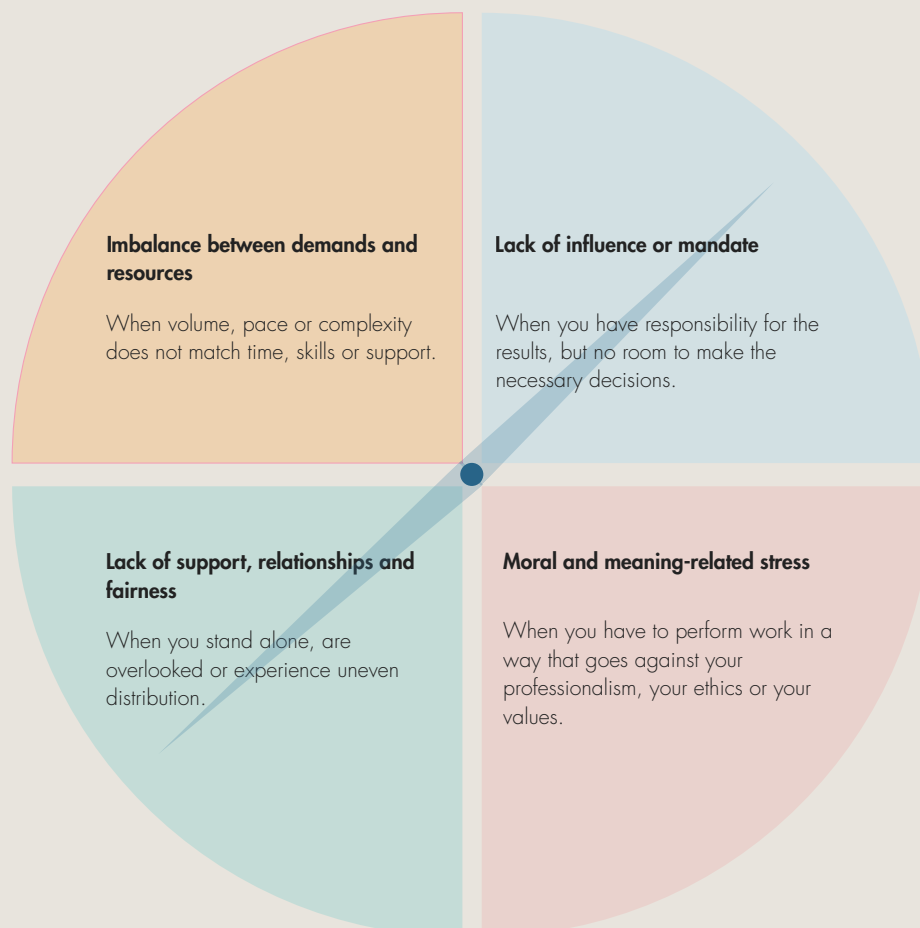 Imbalance between demands and
resources
When volume, pace or complexity
does not match time, skills or support.
Lack of influence or mandate
When you have responsibility for the
results, but no room to make the
necessary decisions.
Lack of support, relationships and
fairness
When you stand alone, are
overlooked or experience uneven
distribution.
Moral and meaning-related stress
When you have to perform work in a
way that goes against your
professionalism, your ethics or your
values.